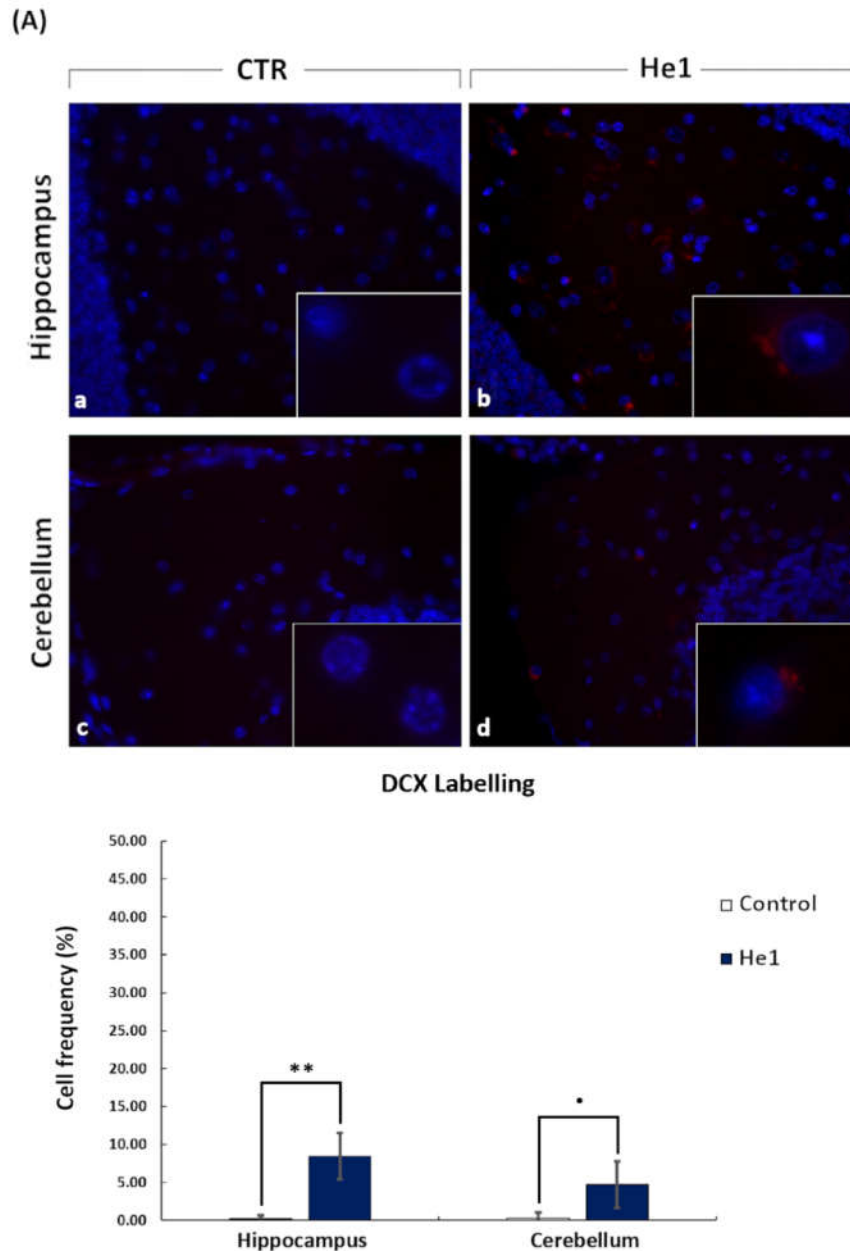 (A)
CTR He1
Hippocampus
a b
Cerebellum
c d
DCX Labelling
Cell frequency (%)
50.00
45.00
40.00
35.00
30.00
25.00
20.00
15.00
10.00
5.00
0.00
** •
Control
He1
Hippocampus Cerebellum